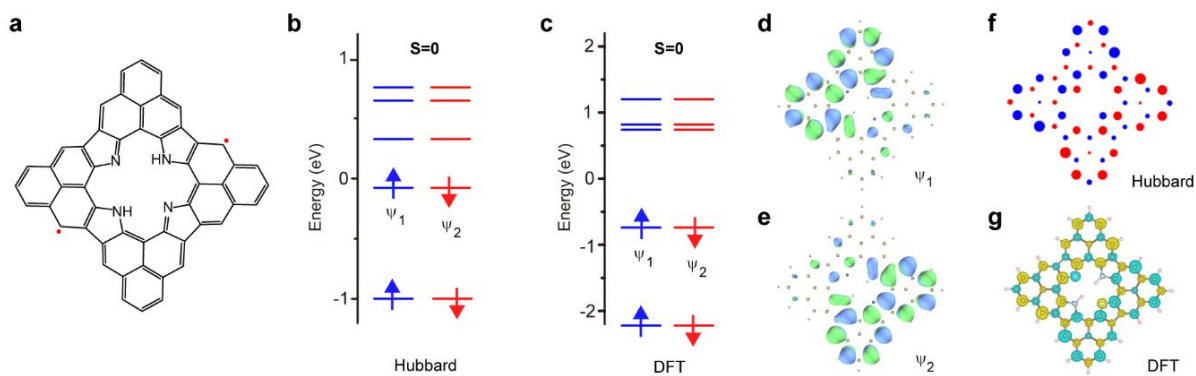 a
N
HN
NH
N
b
S=0
Energy (eV)
1
0
-1
ψ1
ψ2
Hubbard
c
S=0
Energy (eV)
2
1
0
-1
-2
ψ1
ψ2
DFT
d
ψ1
e
ψ2
f
Hubbard
g
DFT